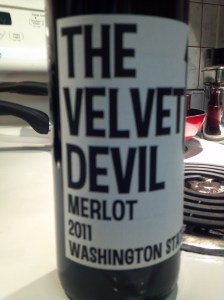 THE
VELVET
DEVIL
MERLOT
2011
WASHINGTON STA